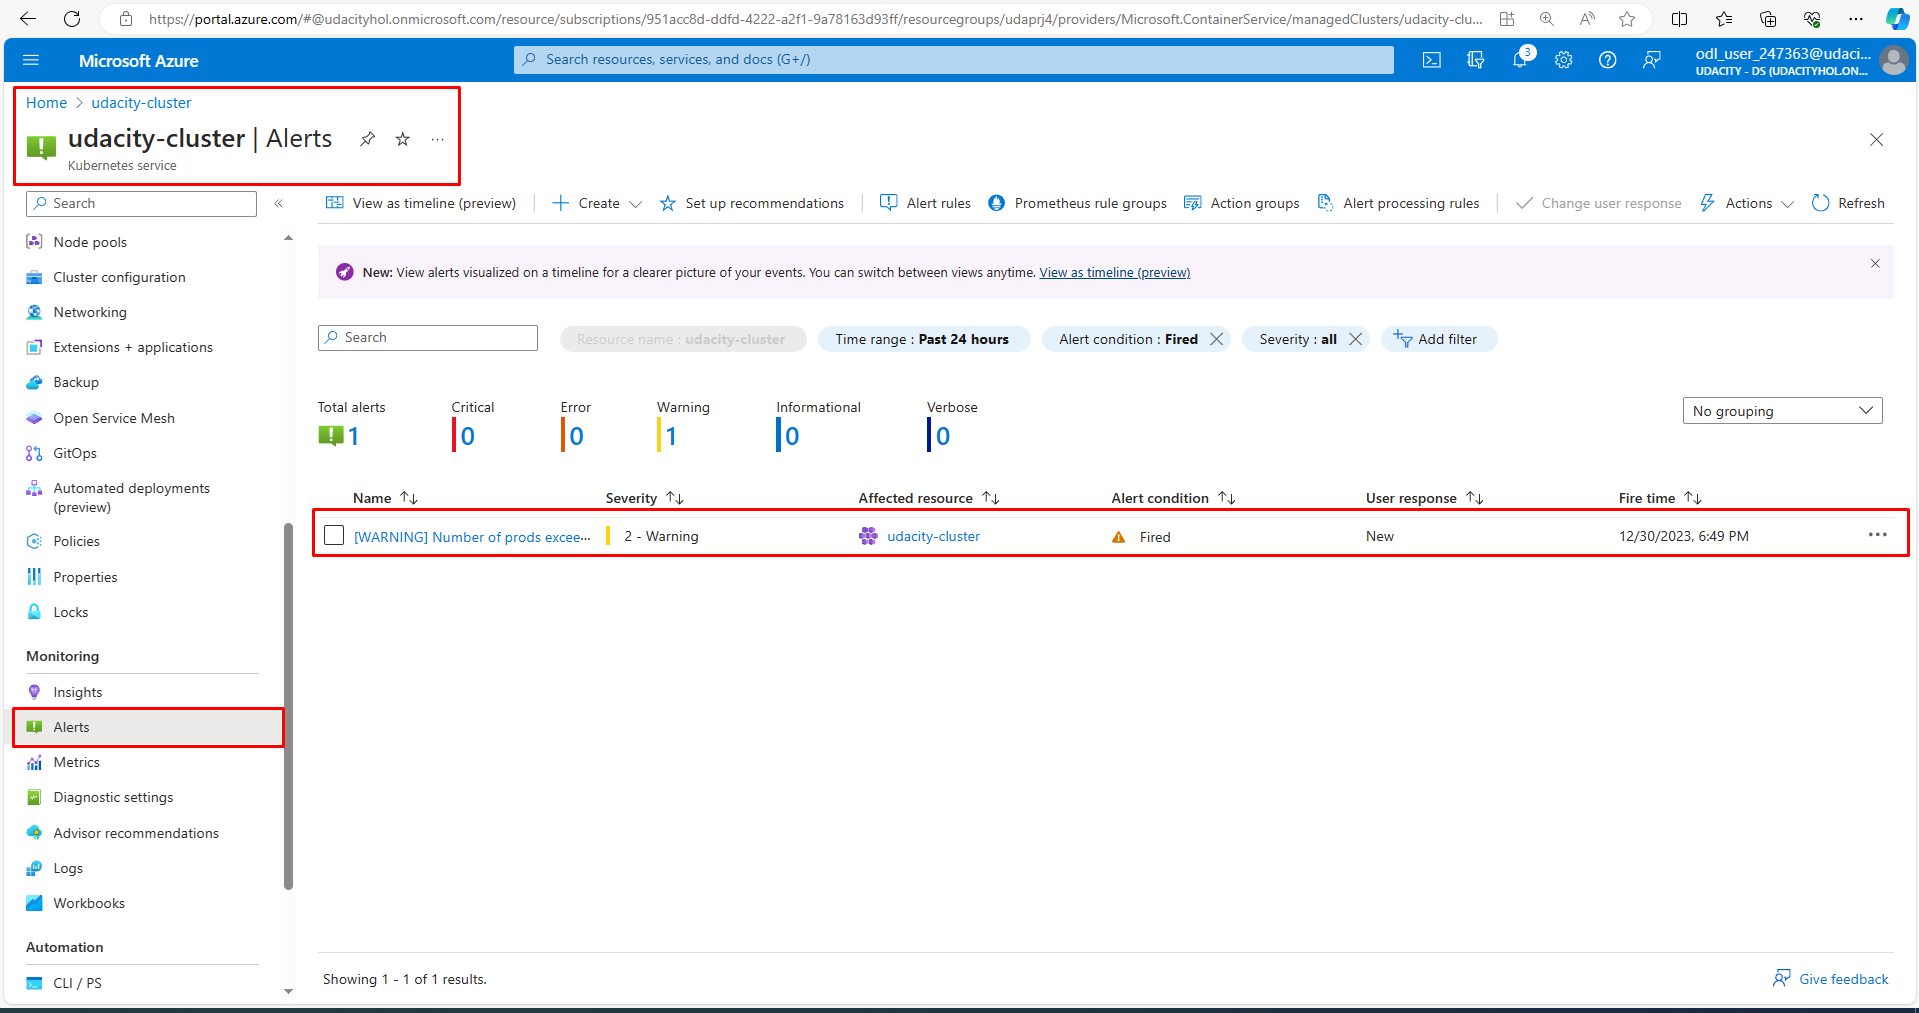 https://portal.azure.com/#@udacityhol.onmicrosoft.com/resource/subscriptions/951acc8d-ddfd-4222-a2f1-9a78163d93ff/resourcegroups/udaprj4/providers/Microsoft.ContainerService/managedClusters/udacity-clu...
Microsoft Azure
Search resources, services, and docs (G+/)
3
odl_user_247363@udaci...
UDACITY - DS (UDACITYHOL.ON...
Home > udacity-cluster
udacity-cluster | Alerts
Kubernetes service
Search
View as timeline (preview)
Create
Set up recommendations
Alert rules
Prometheus rule groups
Action groups
Alert processing rules
Change user response
Actions
Refresh
Node pools
Cluster configuration
Networking
Extensions + applications
Backup
Open Service Mesh
GitOps
Automated deployments
(preview)
Policies
Properties
Locks
Monitoring
Insights
Alerts
Metrics
Diagnostic settings
Advisor recommendations
Logs
Workbooks
Automation
CLI / PS
New: View alerts visualized on a timeline for a clearer picture of your events. You can switch between views anytime. View as timeline (preview)
Search
Resource name : udacity-cluster
Time range : Past 24 hours
Alert condition : Fired
Severity : all
Add filter
Total alerts
1
Critical
0
Error
0
Warning
1
Informational
0
Verbose
0
No grouping
Name
Severity
Affected resource
Alert condition
User response
Fire time
[WARNING] Number of prods excee...
2 - Warning
udacity-cluster
Fired
New
12/30/2023, 6:49 PM
Showing 1 - 1 of 1 results.
Give feedback